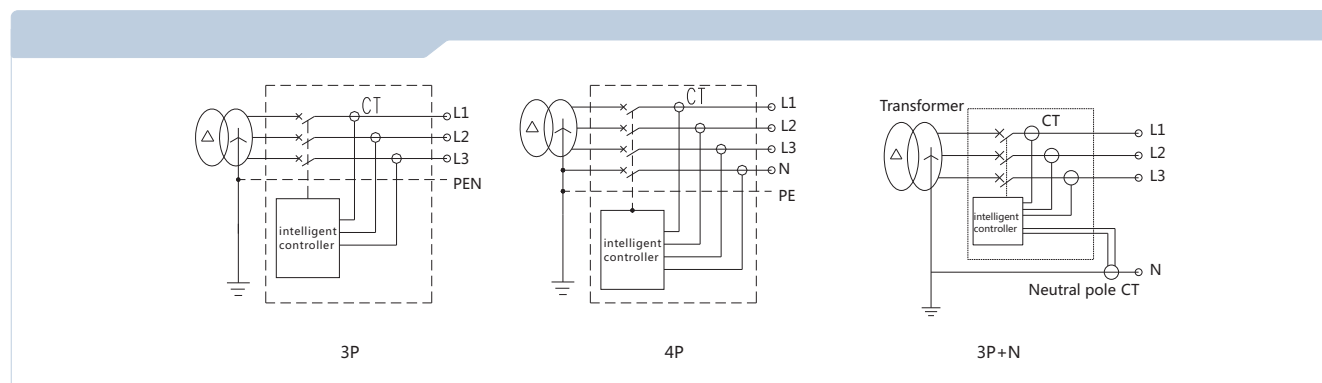 CT
L1
L2
L3
PEN
intelligent
controller
3P
CT
L1
L2
L3
N
PE
intelligent
controller
4P
Transformer
CT
L1
L2
L3
intelligent
controller
N
Neutral pole CT
3P+N